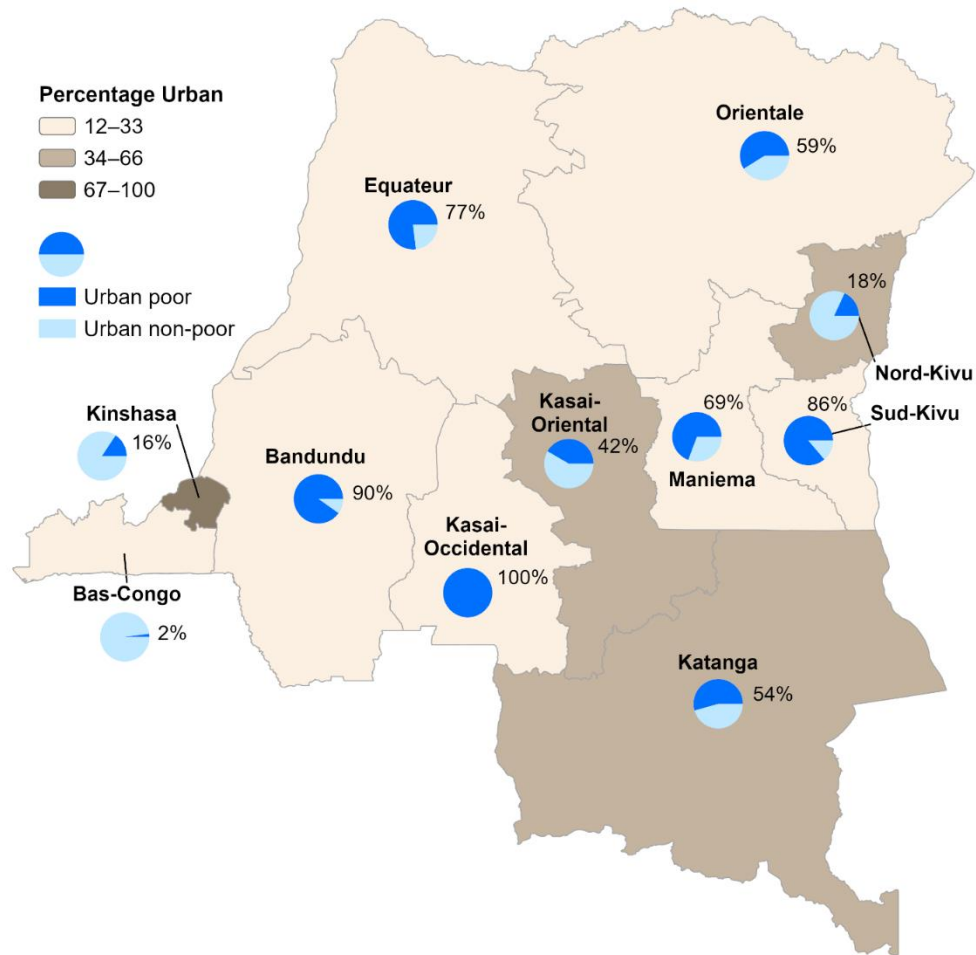 Percentage Urban
12–33
34–66
67–100
Urban poor
Urban non-poor
Orientale
59%
Equateur
77%
18%
Nord-Kivu
Kinshasa
16%
Bandundu
90%
Kasai-
Oriental
42%
69%
Maniema
86%
Sud-Kivu
Kasai-
Occidental
100%
Bas-Congo
2%
Katanga
54%